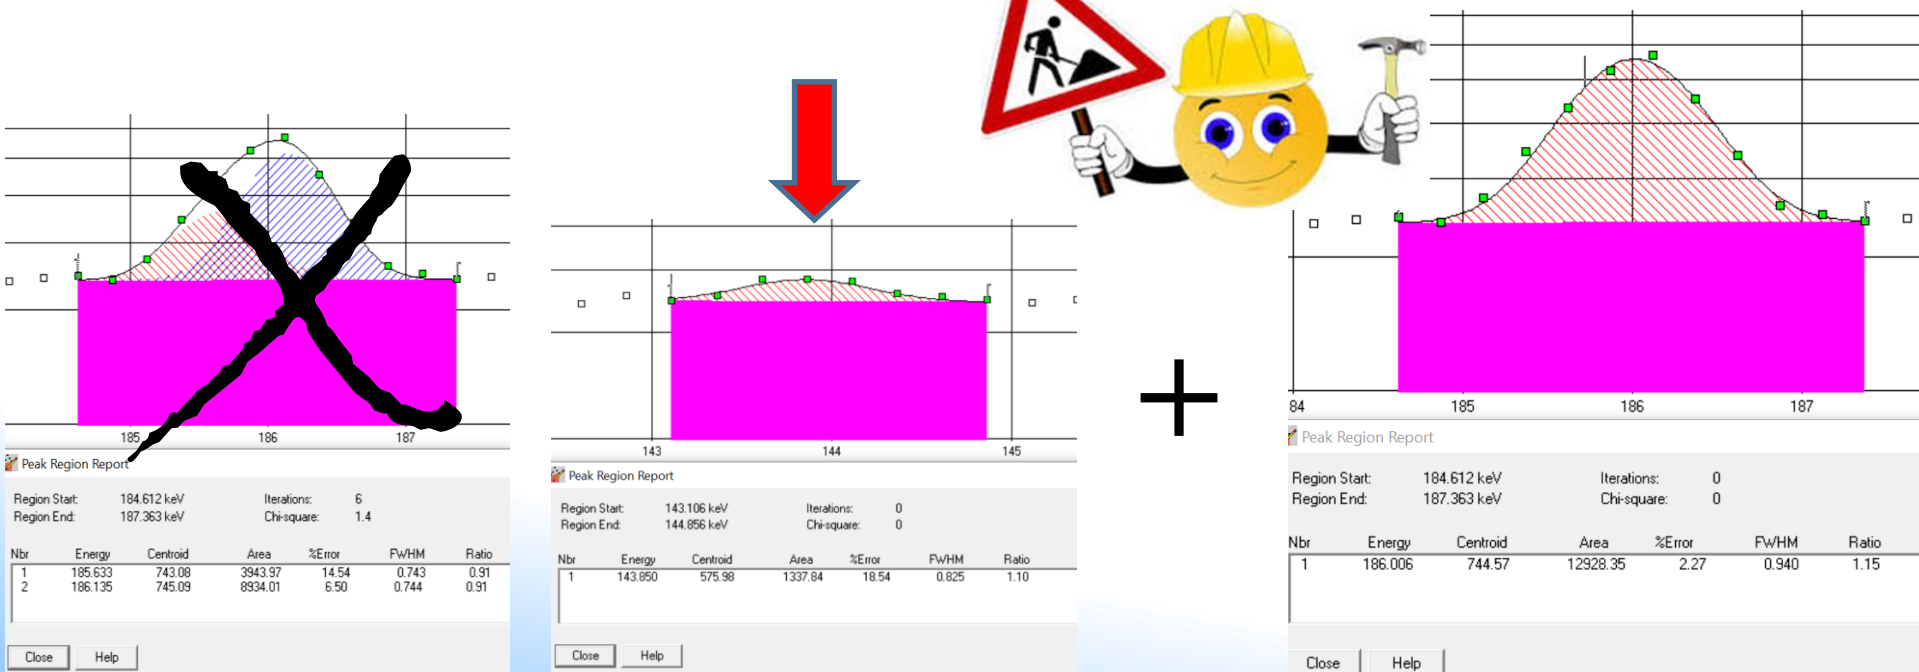 185 186 187
Peak Region Report
Region Start: 184.612 keV Iterations: 6
Region End: 187.363 keV Chi-square: 1.4
Nbr Energy Centroid Area %Error FWHM Ratio
1 185.633 743.08 3943.97 14.54 0.743 0.91
2 186.135 745.09 8934.01 6.50 0.744 0.91
Close Help
143 144 145
Peak Region Report
Region Start: 143.106 keV Iterations: 0
Region End: 144.856 keV Chi-square: 0
Nbr Energy Centroid Area %Error FWHM Ratio
1 143.850 575.98 1337.84 18.54 0.825 1.10
Close Help
+
84 185 186 187
Peak Region Report
Region Start: 184.612 keV Iterations: 0
Region End: 187.363 keV Chi-square: 0
Nbr Energy Centroid Area %Error FWHM Ratio
1 186.006 744.57 12928.35 2.27 0.940 1.15
Close Help